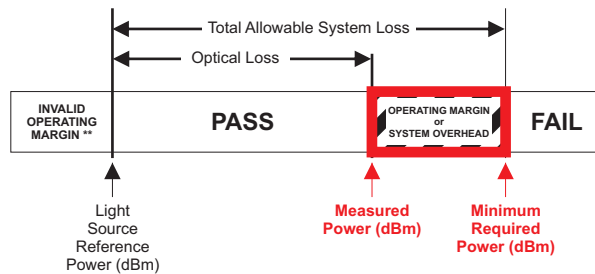 Total Allowable System Loss
Optical Loss
INVALID
OPERATING
MARGIN **
PASS
OPERATING MARGIN
or
SYSTEM OVERHEAD
FAIL
Light
Source
Reference
Power (dBm)
Measured
Power (dBm)
Minimum
Required
Power (dBm)